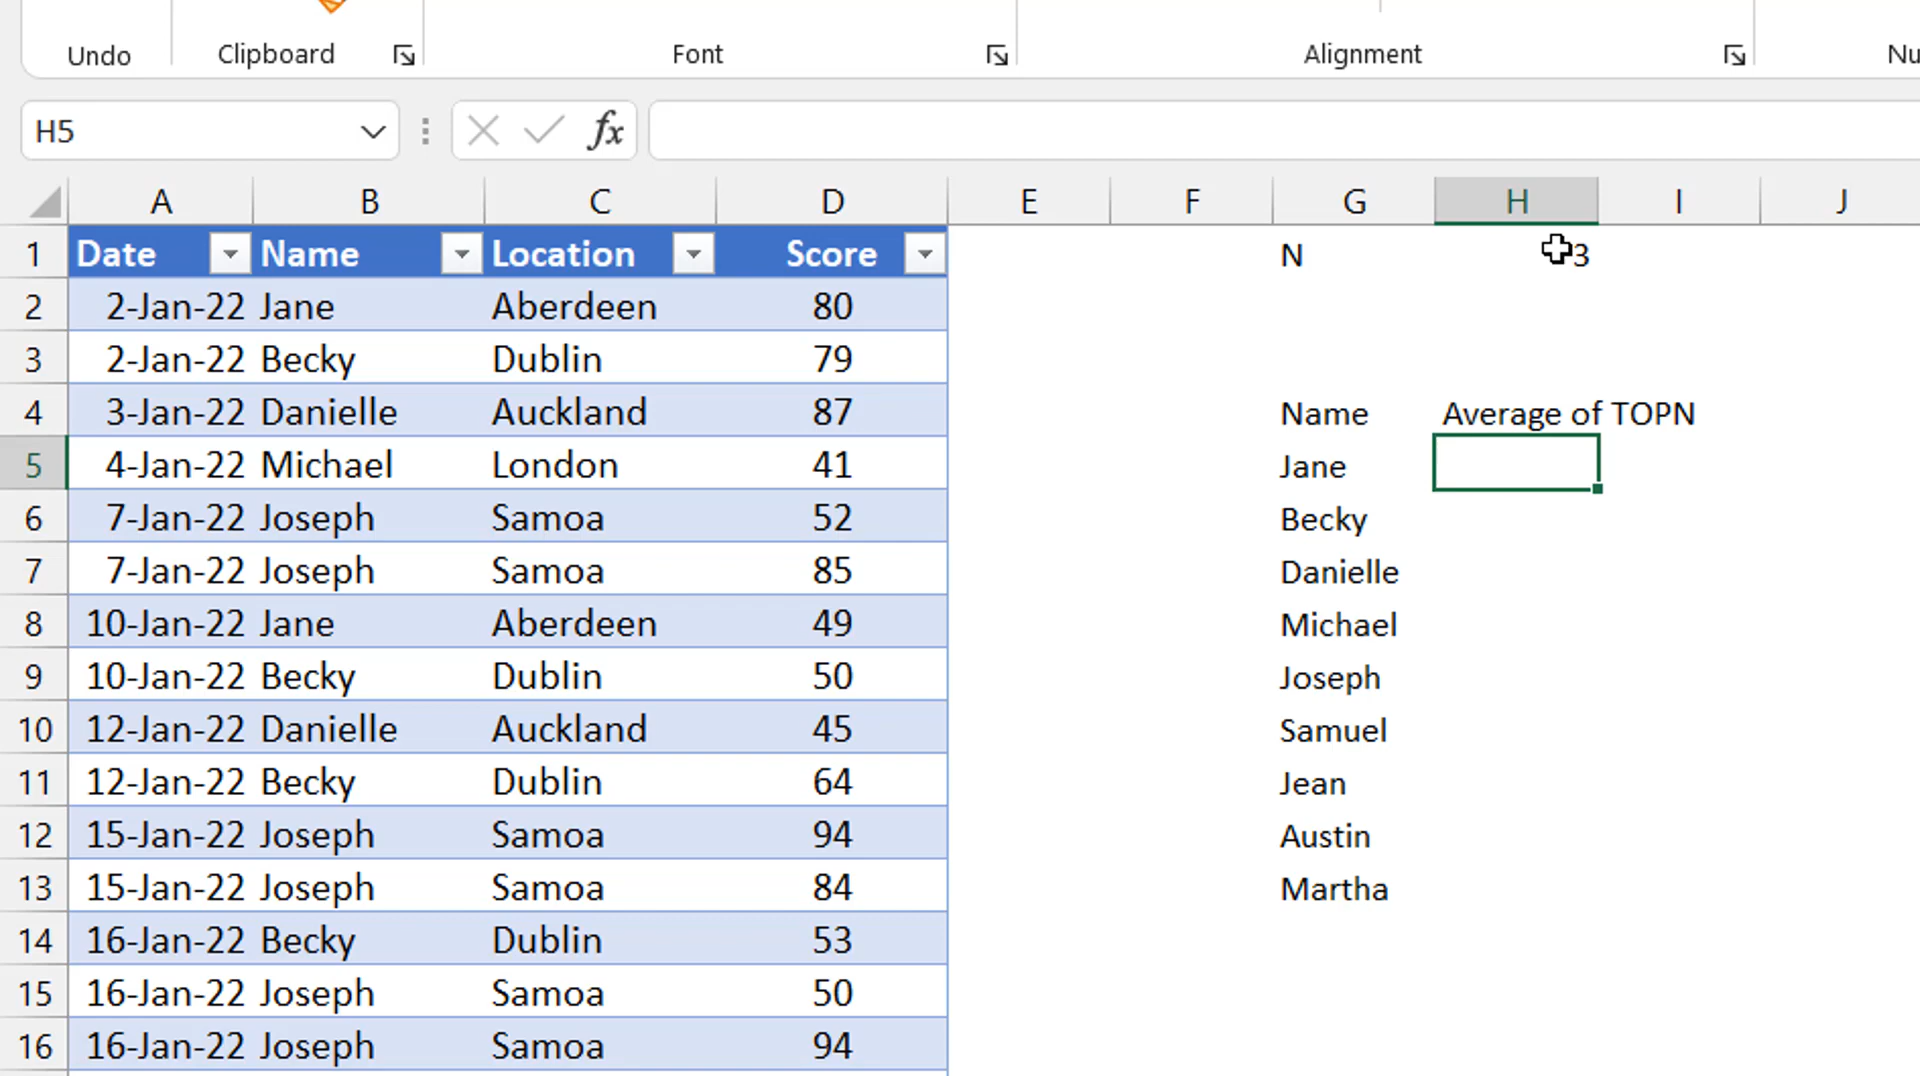 Undo Clipboard Font Alignment Nu
H5 fx
A B C D E F G H I J
1 Date Name Location Score N 3
2 2-Jan-22 Jane Aberdeen 80
3 2-Jan-22 Becky Dublin 79
4 3-Jan-22 Danielle Auckland 87 Name Average of TOPN
5 4-Jan-22 Michael London 41 Jane
6 7-Jan-22 Joseph Samoa 52 Becky
7 7-Jan-22 Joseph Samoa 85 Danielle
8 10-Jan-22 Jane Aberdeen 49 Michael
9 10-Jan-22 Becky Dublin 50 Joseph
10 12-Jan-22 Danielle Auckland 45 Samuel
11 12-Jan-22 Becky Dublin 64 Jean
12 15-Jan-22 Joseph Samoa 94 Austin
13 15-Jan-22 Joseph Samoa 84 Martha
14 16-Jan-22 Becky Dublin 53
15 16-Jan-22 Joseph Samoa 50
16 16-Jan-22 Joseph Samoa 94